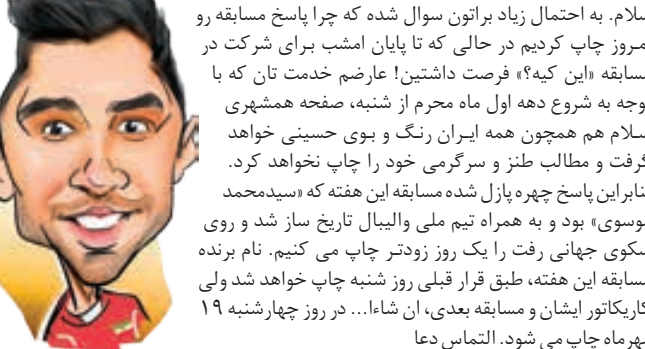 سلام. به احتمال زیاد براتون سوال شده که چرا پاسخ مسابقه رو
امروز چاپ کردیم در حالی که تا پایان امشب برای شرکت در
مسابقه «این کیه؟» فرصت داشتین! عارضم خدمت تان که با
توجه به شروع دهه اول ماه محرم از شنبه، صفحه همشهری
سلام هم همچون همه ایران رنگ و بوی حسینی خواهد
گرفت و مطالب طنز و سرگرمی خود را چاپ نخواهد کرد.
بنابراین پاسخ چهره پازل شده مسابقه این هفته که «سیدمحمد
موسوی» بود و به همراه تیم ملی والیبال تاریخ ساز شد و روی
سکوی جهانی رفت را یک روز زودتر چاپ می کنیم. نام برنده
مسابقه این هفته، طبق قرار قبلی روز شنبه چاپ خواهد شد ولی
کاریکاتور ایشان و مسابقه بعدی، ان شاءا... در روز چهارشنبه ۱۹
مهرماه چاپ می شود. التماس دعا